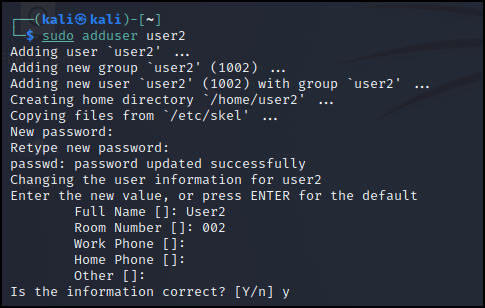 ┌──(kali㉿kali)-[~]
└─$ sudo adduser user2
Adding user `user2' ...
Adding new group `user2' (1002) ...
Adding new user `user2' (1002) with group `user2' ...
Creating home directory `/home/user2' ...
Copying files from `/etc/skel' ...
New password:
Retype new password:
passwd: password updated successfully
Changing the user information for user2
Enter the new value, or press ENTER for the default
Full Name []: User2
Room Number []: 002
Work Phone []:
Home Phone []:
Other []:
Is the information correct? [Y/n] y